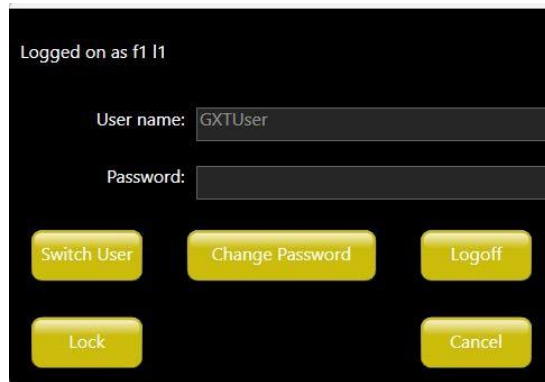 Logged on as f1 l1
User name: GXTUser
Password:
Switch User Change Password Logoff
Lock Cancel